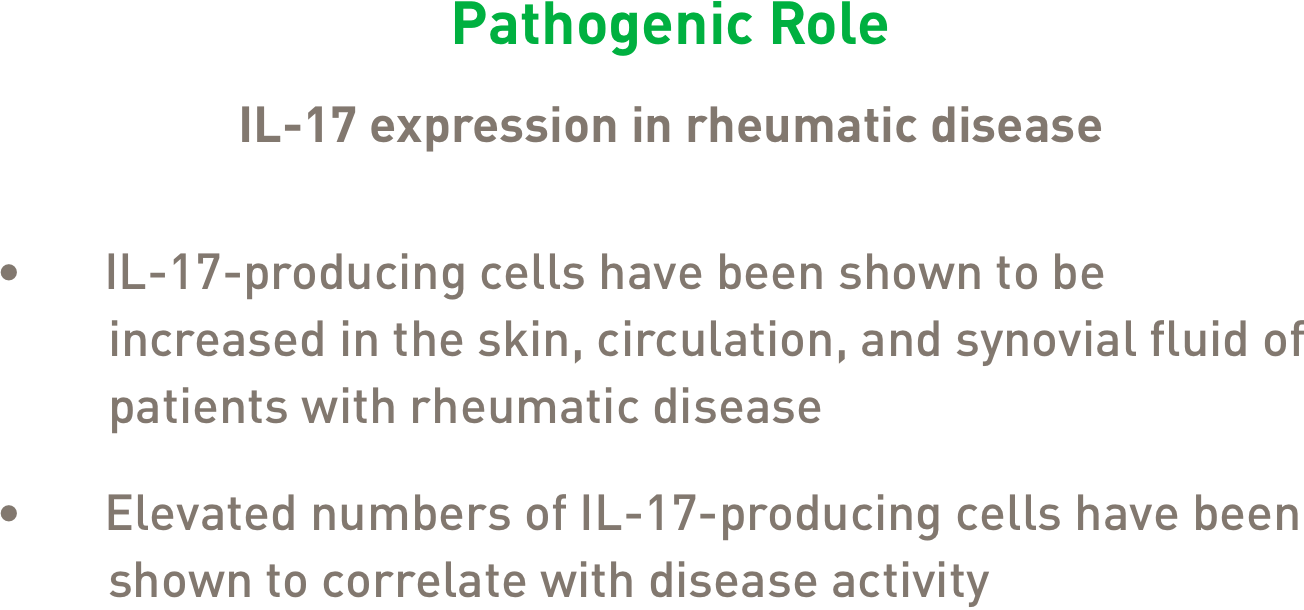 Pathogenic Role
IL-17 expression in rheumatic disease
• IL-17-producing cells have been shown to be
increased in the skin, circulation, and synovial fluid of
patients with rheumatic disease
• Elevated numbers of IL-17-producing cells have been
shown to correlate with disease activity